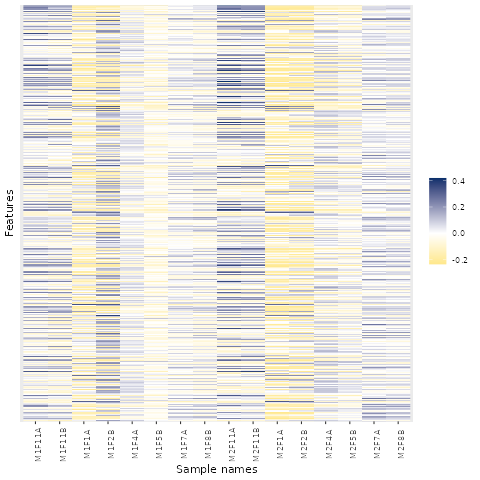 Features
0.4
0.2
0.0
-0.2
M1F11A
M1F11B
M1F1A
M1F2B
M1F4A
M1F5B
M1F7A
M1F8B
M2F11A
M2F11B
M2F1A
M2F2B
M2F4A
M2F5B
M2F7A
M2F8B
Sample names